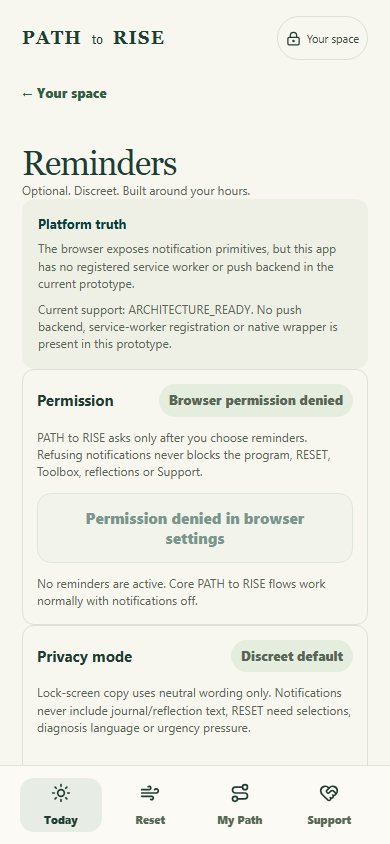 PATH to RISE
Your space
← Your space
Reminders
Optional. Discreet. Built around your hours.
Platform truth
The browser exposes notification primitives, but this app
has no registered service worker or push backend in the
current prototype.
Current support: ARCHITECTURE_READY. No push
backend, service-worker registration or native wrapper is
present in this prototype.
Permission
Browser permission denied
PATH to RISE asks only after you choose reminders.
Refusing notifications never blocks the program, RESET,
Toolbox, reflections or Support.
Permission denied in browser
settings
No reminders are active. Core PATH to RISE flows work
normally with notifications off.
Privacy mode
Discreet default
Lock-screen copy uses neutral wording only. Notifications
never include journal/reflection text, RESET need selections,
diagnosis language or urgency pressure.
Today
Reset
My Path
Support